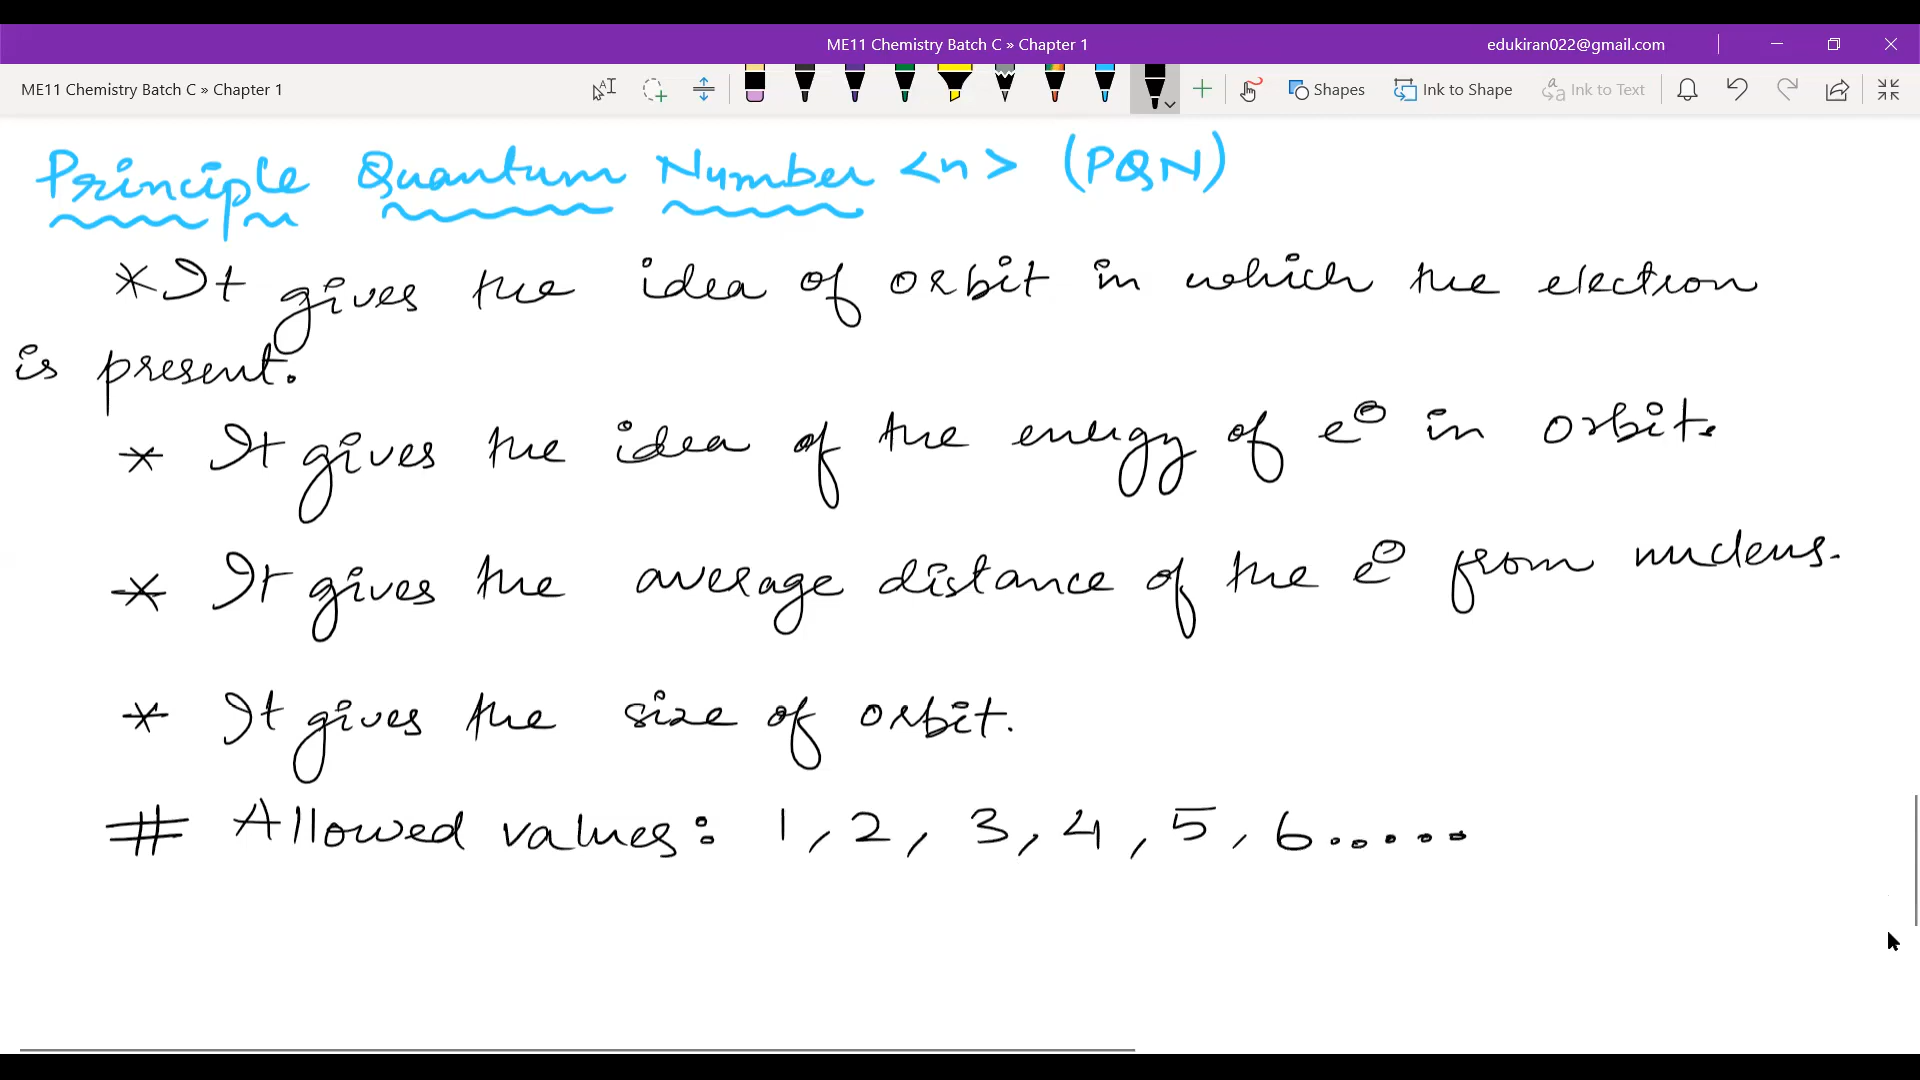 ME11 Chemistry Batch C » Chapter 1
edukiran022@gmail.com
ME11 Chemistry Batch C » Chapter 1
Shapes
Ink to Shape
Ink to Text
Principle Quantum Number <n> (PQN)
* It gives the idea of orbit in which the electron
is present.
* It gives the idea of the energy of e⊖ in orbit.
* It gives the average distance of the e⊖ from nucleus.
* It gives the size of orbit.
# Allowed values: 1, 2, 3, 4, 5, 6.....